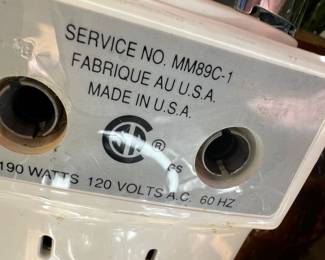 SERVICE NO. MM89C-1
FABRIQUE AU U.S.A.
MADE IN U.S.A.
®
190 WATTS 120 VOLTS A.C. 60 HZ